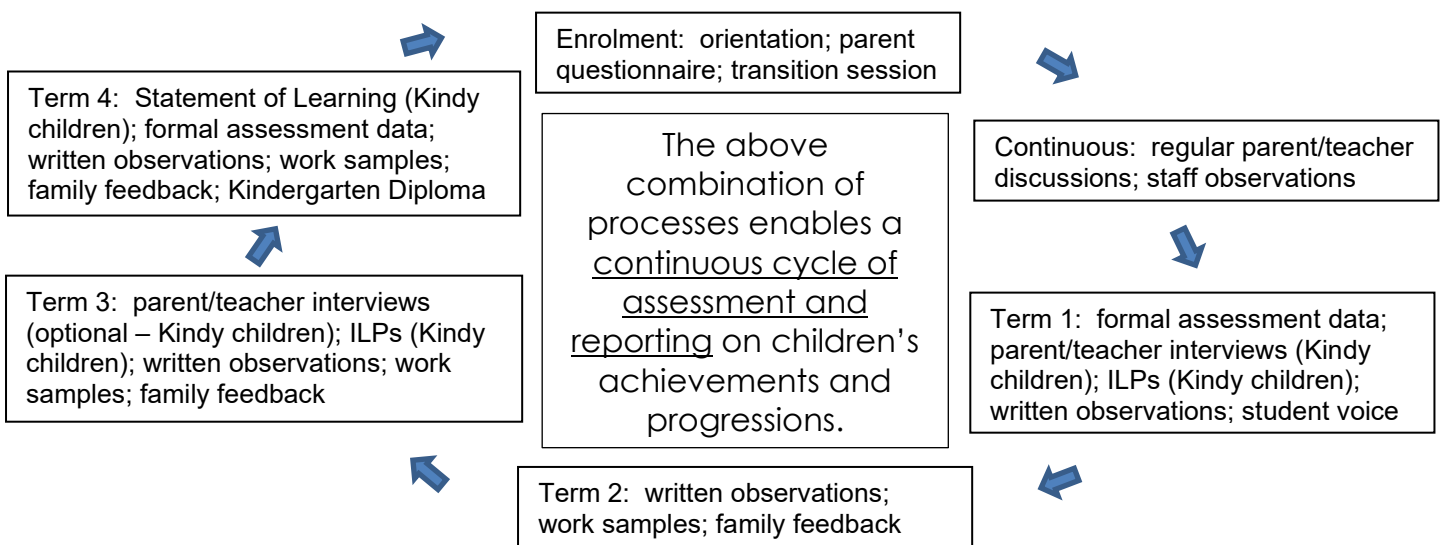 Enrolment: orientation; parent
questionnaire; transition session
Continuous: regular parent/teacher
discussions; staff observations
Term 1: formal assessment data;
parent/teacher interviews (Kindy
children); ILPs (Kindy children);
written observations; student voice
Term 2: written observations;
work samples; family feedback
Term 3: parent/teacher interviews
(optional – Kindy children); ILPs (Kindy
children); written observations; work
samples; family feedback
Term 4: Statement of Learning (Kindy
children); formal assessment data;
written observations; work samples;
family feedback; Kindergarten Diploma
The above
combination of
processes enables a
continuous cycle of
assessment and
reporting on children’s
achievements and
progressions.